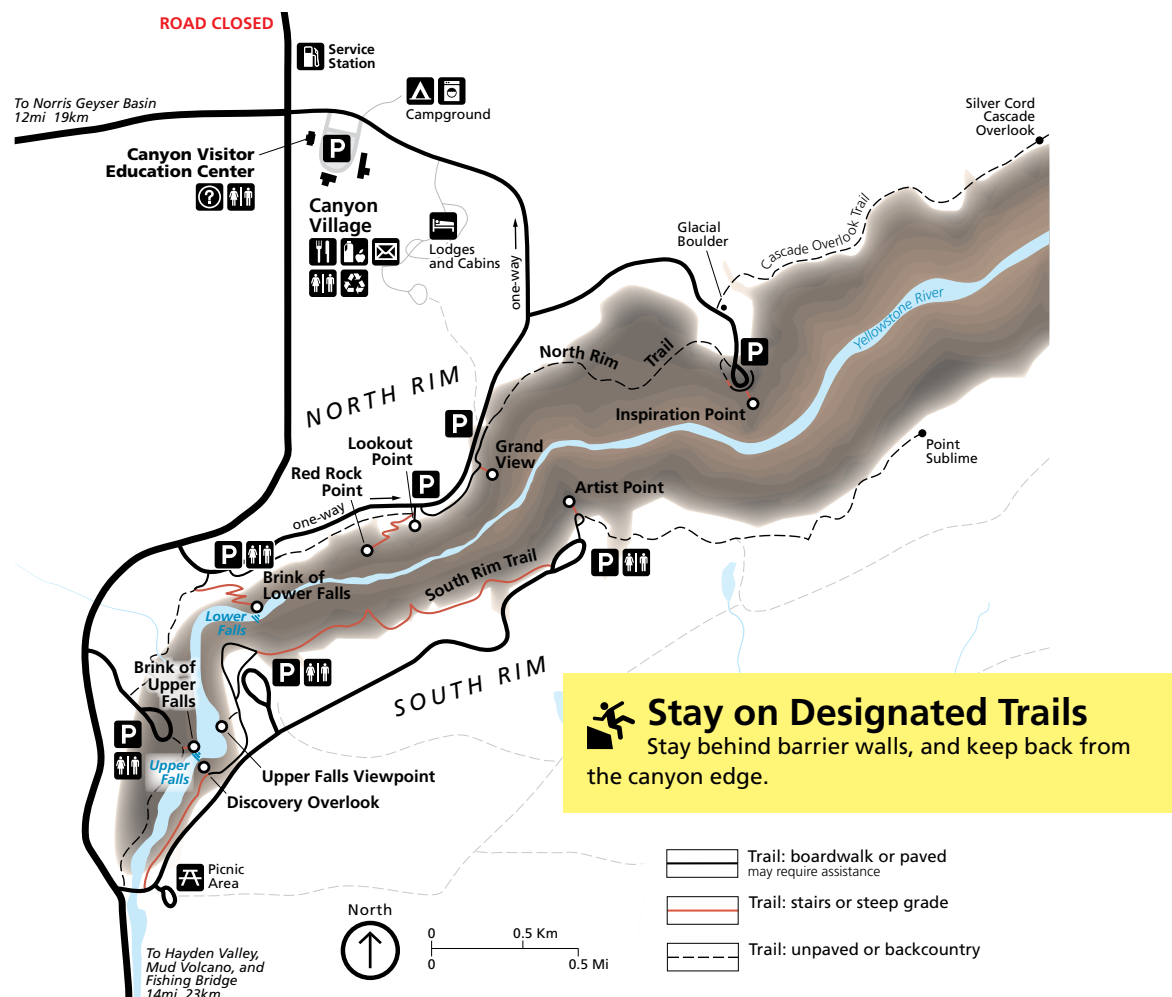 ROAD CLOSED
Service
Station
To Norris Geyser Basin
12mi 19km
Campground
Silver Cord
Cascade
Overlook
P
Canyon Visitor
Education Center
?
Canyon
Village
Lodges
and Cabins
one-way
Glacial
Boulder
Cascade Overlook Trail
Yellowstone River
North Rim Trail
P
Inspiration Point
NORTH RIM
P
Lookout
Point
Grand
View
Point
Sublime
Red Rock
Point
P
Artist Point
one-way
P
P
Brink of
Lower Falls
South Rim Trail
Lower
Falls
P
Brink of
Upper
Falls
SOUTH RIM
P
Upper
Falls
Upper Falls Viewpoint
Discovery Overlook
Stay on Designated Trails
Stay behind barrier walls, and keep back from
the canyon edge.
Picnic
Area
Trail: boardwalk or paved
may require assistance
Trail: stairs or steep grade
Trail: unpaved or backcountry
North
0 0.5 Km
0 0.5 Mi
To Hayden Valley,
Mud Volcano, and
Fishing Bridge
14mi 23km